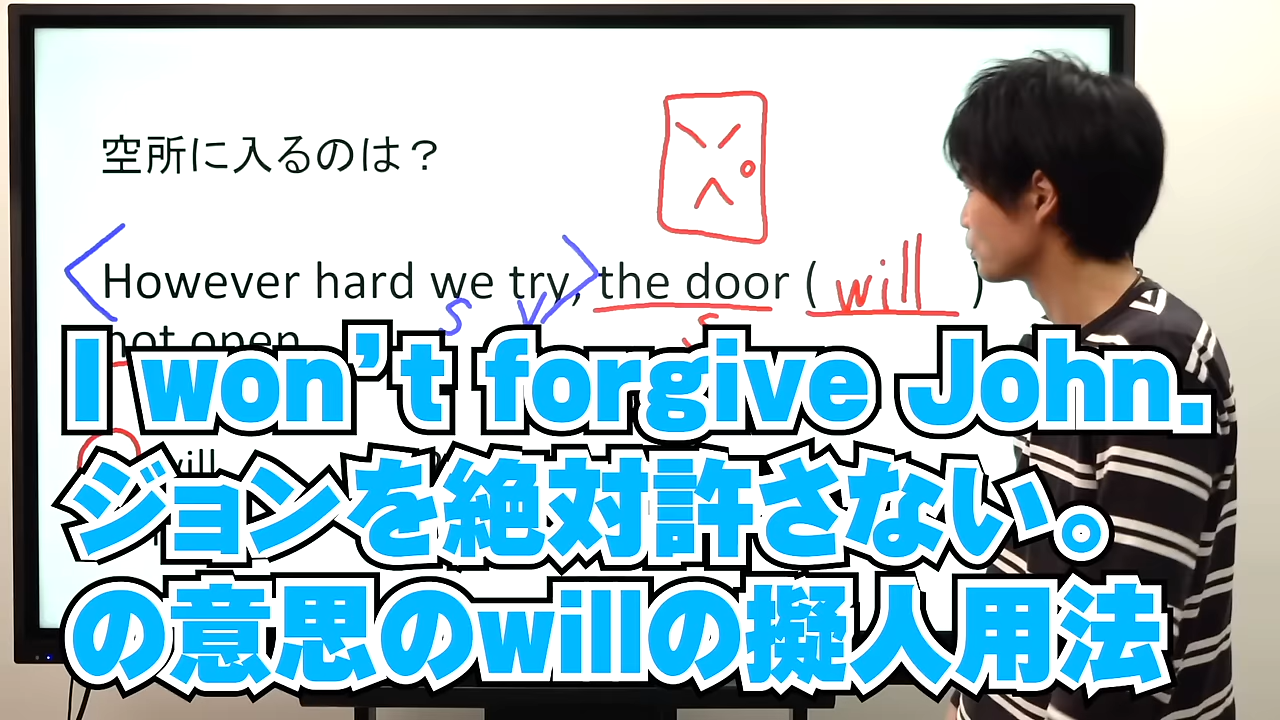 空所に入るのは？
However hard we try, the door ( will )
not open
S V S
I won't forgive John.
will
ジョンを絶対許さない。
の意思のwillの擬人用法